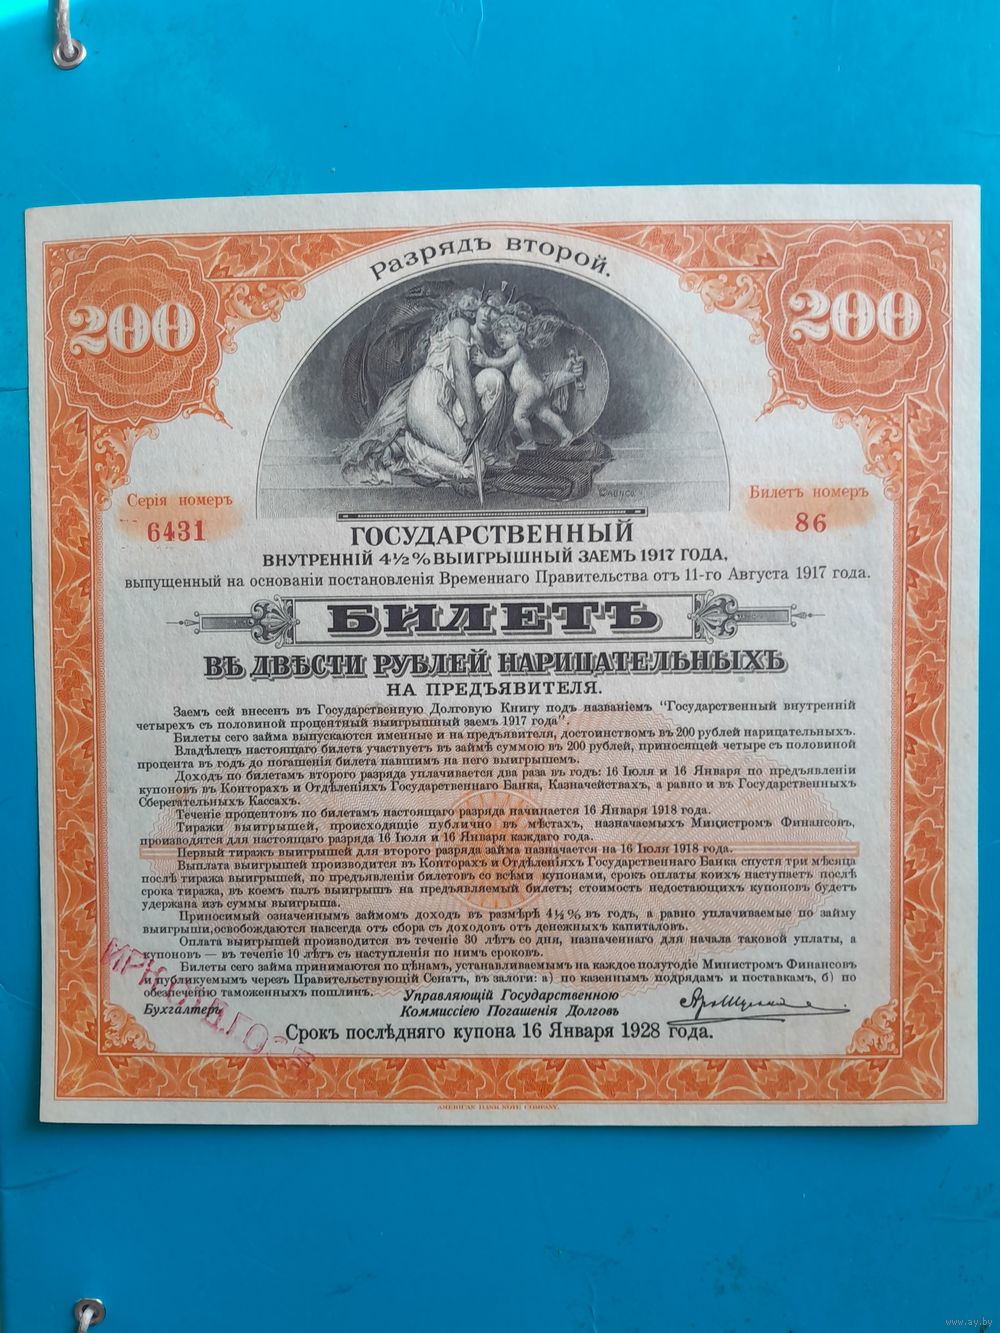 Разрядъ второй.
200
200
Серія номеръ
6431
Билетъ номеръ
86
ГОСУДАРСТВЕННЫЙ
ВНУТРЕННІЙ 4½% ВЫИГРЫШНЫЙ ЗАЕМЪ 1917 ГОДА,
выпущенный на основаніи постановленія Временнаго Правительства отъ 11-го Августа 1917 года.
БИЛЕТЪ
ВЪ ДВѢСТИ РУБЛЕЙ НАРИЦАТЕЛЬНЫХЪ
НА ПРЕДЪЯВИТЕЛЯ.
Заемъ сей внесенъ въ Государственную Долговую Книгу подъ названіемъ "Государственный внутренній
четырехъ съ половиной процентный выигрышный заемъ 1917 года".
Билеты сего займа выпускаются именные и на предъявителя, достоинствомъ въ 200 рублей нарицательныхъ.
Владѣлецъ настоящаго билета участвуетъ въ займѣ суммою въ 200 рублей, приносящей четыре съ половиной
процента въ годъ до погашенія билета павшимъ на него выигрышемъ.
Доходъ по билетамъ второго разряда уплачивается два раза въ годъ: 16 Іюля и 16 Января по предъявленіи
купоновъ въ Конторахъ и Отдѣленіяхъ Государственнаго Банка, Казначействахъ, а равно и въ Государственныхъ
Сберегательныхъ Кассахъ.
Теченіе процентовъ по билетамъ настоящаго разряда начинается 16 Января 1918 года.
Тиражи выигрышей, происходящіе публично въ мѣстахъ, назначаемыхъ Министромъ Финансовъ,
производятся для настоящаго разряда 16 Іюля и 16 Января каждаго года.
Первый тиражъ выигрышей для второго разряда займа назначается на 16 Іюля 1918 года.
Выплата выигрышей производится въ Конторахъ и Отдѣленіяхъ Государственнаго Банка спустя три мѣсяца
послѣ тиража выигрышей, по предъявленіи билетовъ со всѣми купонами, срокъ оплаты коихъ наступаетъ послѣ
срока тиража, въ коемъ палъ выигрышъ на предъявляемый билетъ; стоимость недостающихъ купоновъ будетъ
удержана изъ суммы выигрыша.
Приносимый означеннымъ займомъ доходъ въ размѣрѣ 4½% въ годъ, а равно уплачиваемые по займу
выигрыши, освобождаются навсегда отъ сбора съ доходовъ отъ денежныхъ капиталовъ.
Оплата выигрышей производится въ теченіе 30 лѣтъ со дня, назначеннаго для начала таковой уплаты, а
купоновъ — въ теченіе 10 лѣтъ съ наступленія по нимъ сроковъ.
Билеты сего займа принимаются по цѣнамъ, устанавливаемымъ на каждое полугодіе Министромъ Финансовъ
и публикуемымъ черезъ Правительствующій Сенатъ, въ залоги: а) по казеннымъ подрядамъ и поставкамъ, б) по
обезпеченію таможенныхъ пошлинъ.
Бухгалтеръ
Управляющій Государственною
Коммиссіею Погашенія Долговъ
Срокъ послѣдняго купона 16 Января 1928 года.
AMERICAN BANK NOTE COMPANY.
www.ay.by